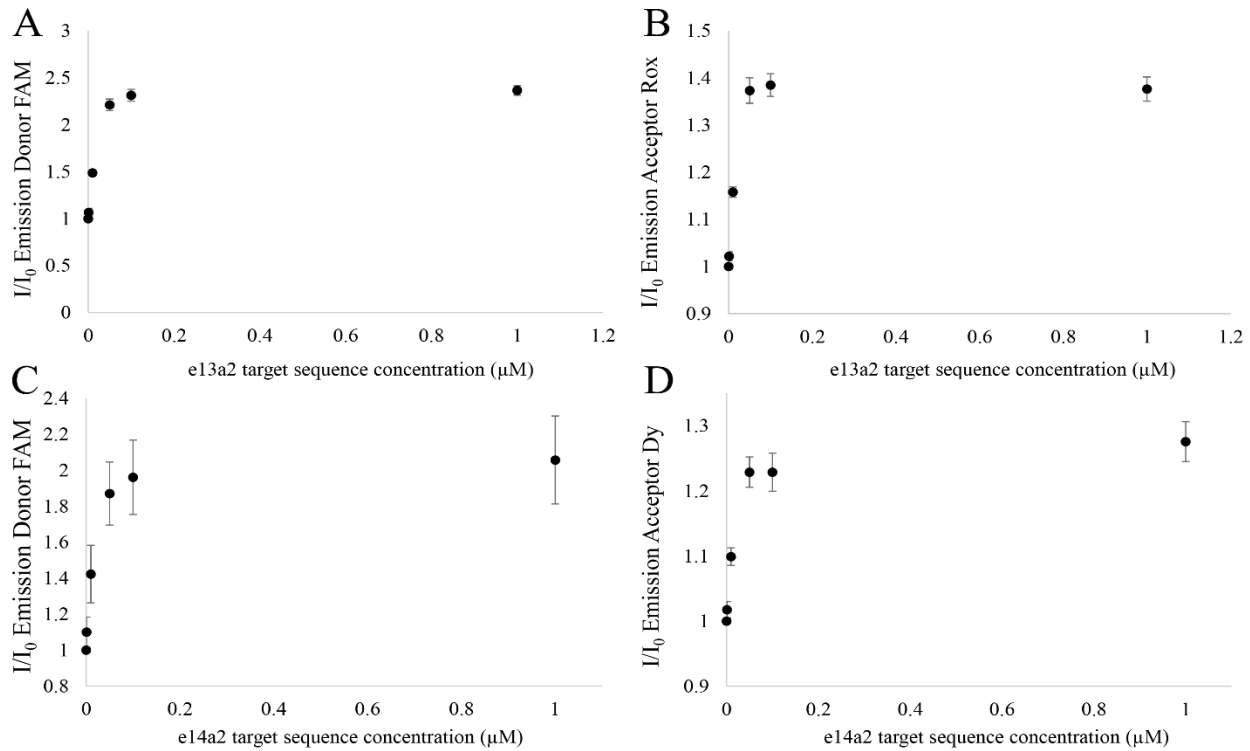 A
I/I₀ Emission Donor FAM
3
2.5
2
1.5
1
0.5
0
0 0.2 0.4 0.6 0.8 1 1.2
e13a2 target sequence concentration (µM)
B
I/I₀ Emission Acceptor Rox
1.5
1.4
1.3
1.2
1.1
1
0.9
0 0.2 0.4 0.6 0.8 1 1.2
e13a2 target sequence concentration (µM)
C
I/I₀ Emission Donor FAM
2.4
2.2
2
1.8
1.6
1.4
1.2
1
0.8
0 0.2 0.4 0.6 0.8 1
e14a2 target sequence concentration (µM)
D
I/I₀ Emission Acceptor Dy
1.3
1.2
1.1
1
0.9
0 0.2 0.4 0.6 0.8 1
e14a2 target sequence concentration (µM)